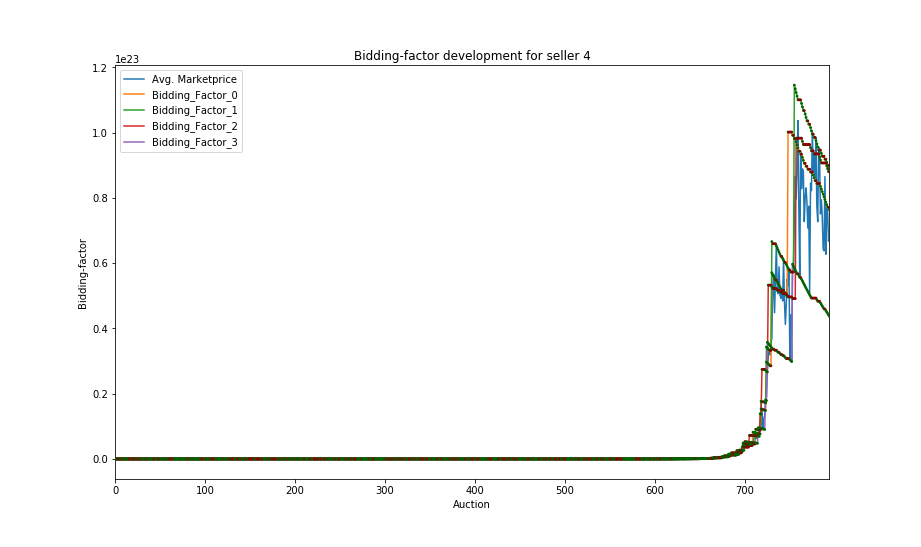 Bidding-factor development for seller 4
1e23
1.2
1.0
0.8
0.6
0.4
0.2
0.0
Bidding-factor
Avg. Marketprice
Bidding_Factor_0
Bidding_Factor_1
Bidding_Factor_2
Bidding_Factor_3
0 100 200 300 400 500 600 700
Auction